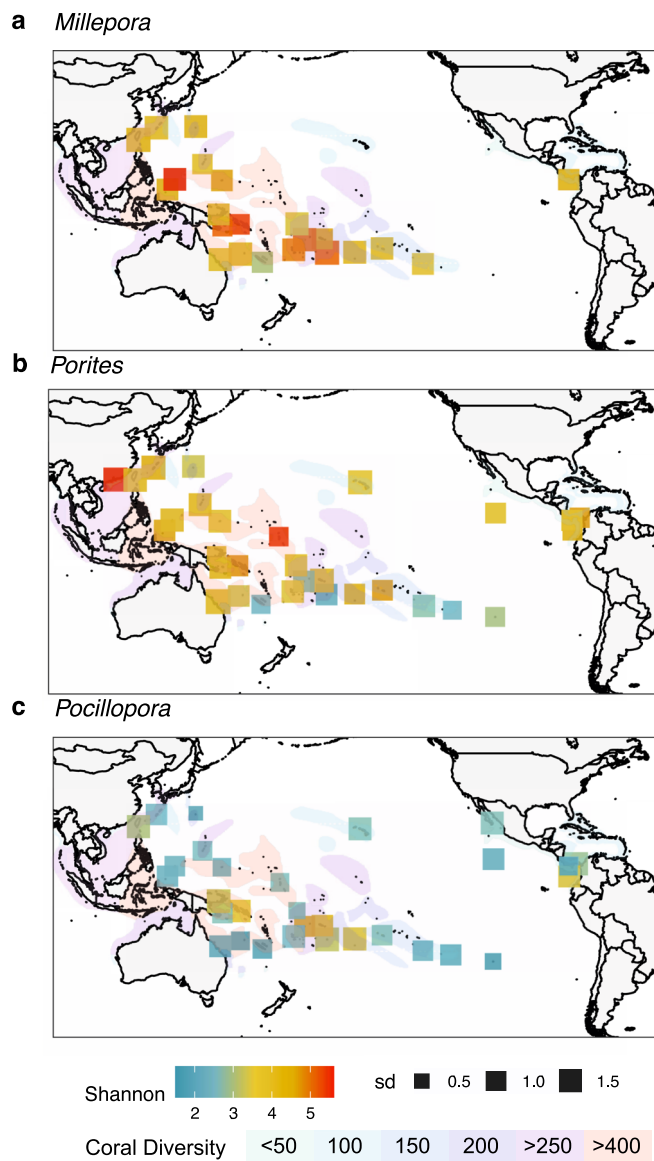 a Millepora
b Porites
c Pocillopora
Shannon
2 3 4 5
sd 0.5 1.0 1.5
Coral Diversity <50 100 150 200 >250 >400